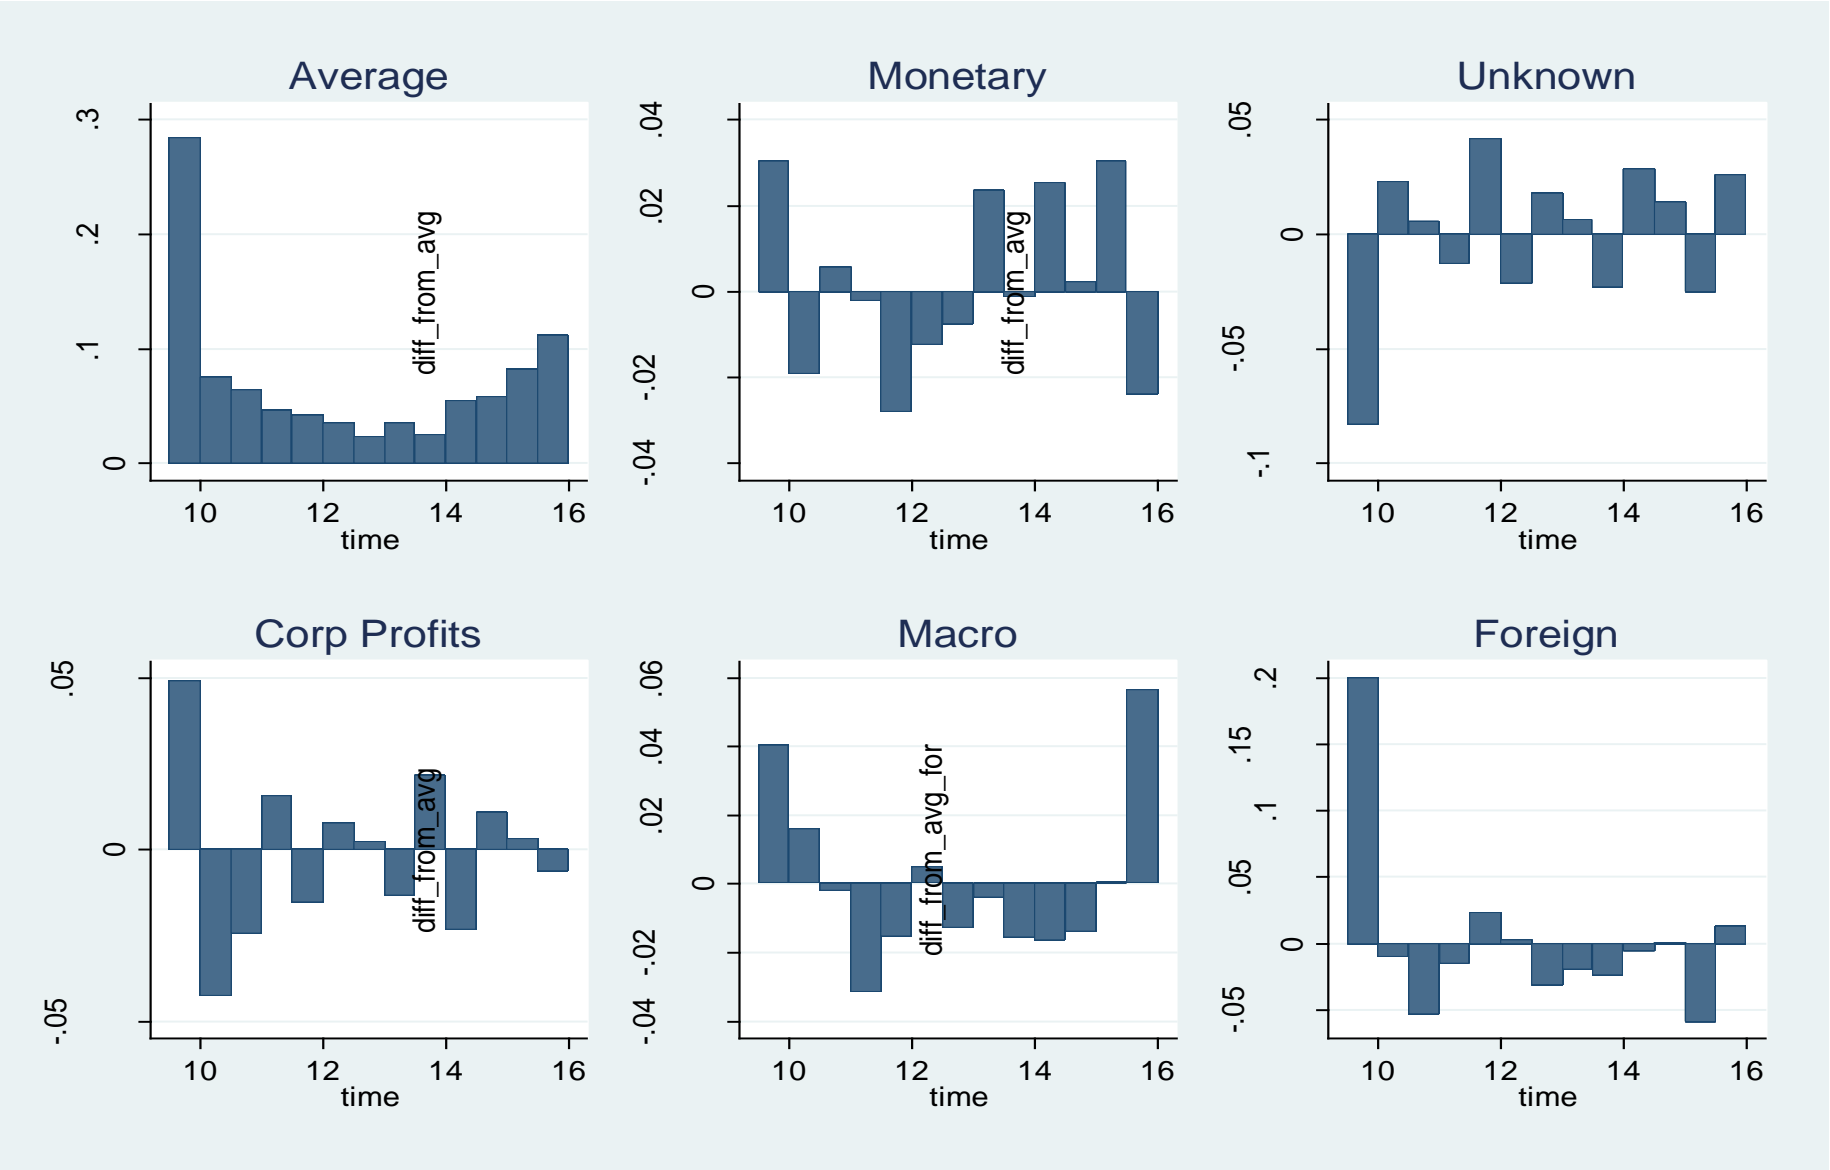 Average
.3
.2
.1
0
10 12 14 16
time
diff_from_avg
Monetary
.04
.02
0
-.02
-.04
10 12 14 16
time
diff_from_avg
Unknown
.05
0
-.05
-.1
10 12 14 16
time
Corp Profits
.05
0
-.05
10 12 14 16
time
diff_from_avg
Macro
.06
.04
.02
0
-.02
-.04
10 12 14 16
time
diff_from_avg_for
Foreign
.2
.15
.1
.05
0
-.05
10 12 14 16
time